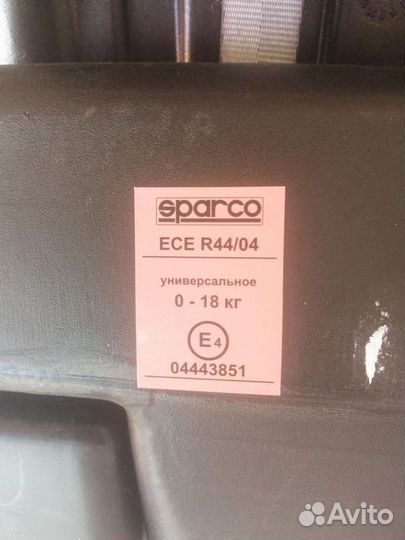 sparco
ECE R44/04
универсальное
0 - 18 кг
E4
04443851
Avito